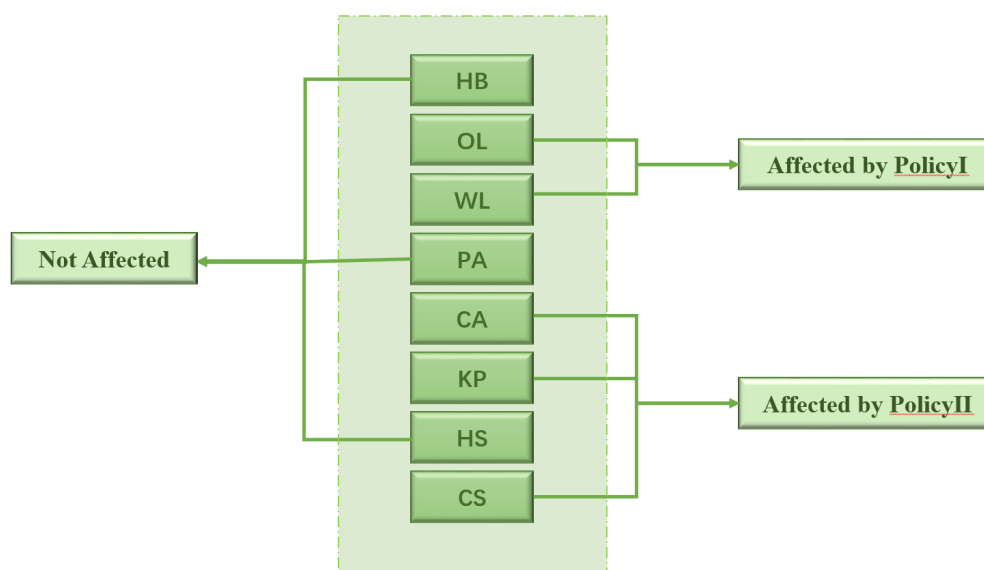 HB
OL
WL
PA
CA
KP
HS
CS
Not Affected
Affected by PolicyI
Affected by PolicyII